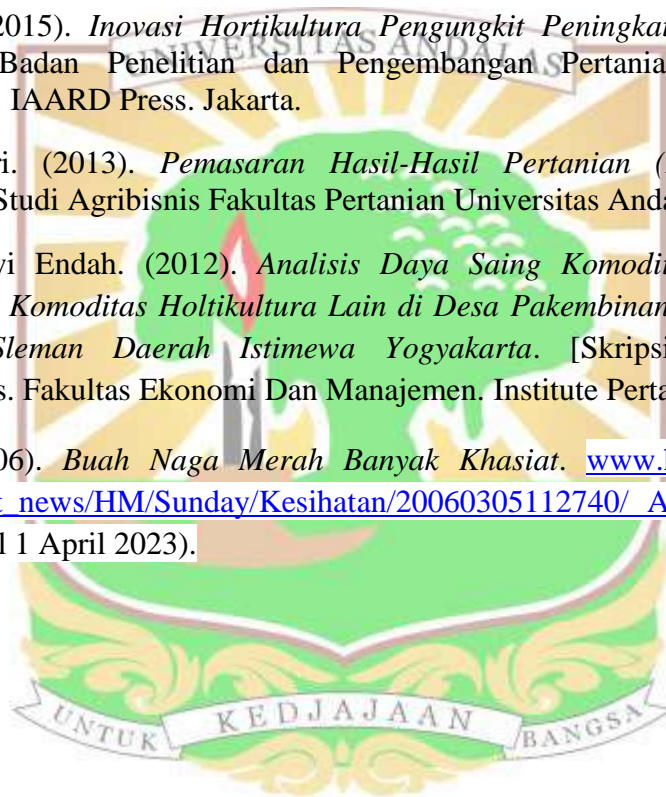 2015). Inovasi Hortikultura Pengungkit Peningka
UNIVERSITAS ANDALAS
Badan Penelitian dan Pengembangan Pertania
IAARD Press. Jakarta.
ri. (2013). Pemasaran Hasil-Hasil Pertanian (
Studi Agribisnis Fakultas Pertanian Universitas Anda
vi Endah. (2012). Analisis Daya Saing Komodi
Komoditas Holtikultura Lain di Desa Pakembinan
Sleman Daerah Istimewa Yogyakarta. [Skripsi
s. Fakultas Ekonomi Dan Manajemen. Institute Perta
06). Buah Naga Merah Banyak Khasiat. www.
t_news/HM/Sunday/Kesihatan/20060305112740/ A
l 1 April 2023).
UNTUK KEDJAJAAN BANGSA